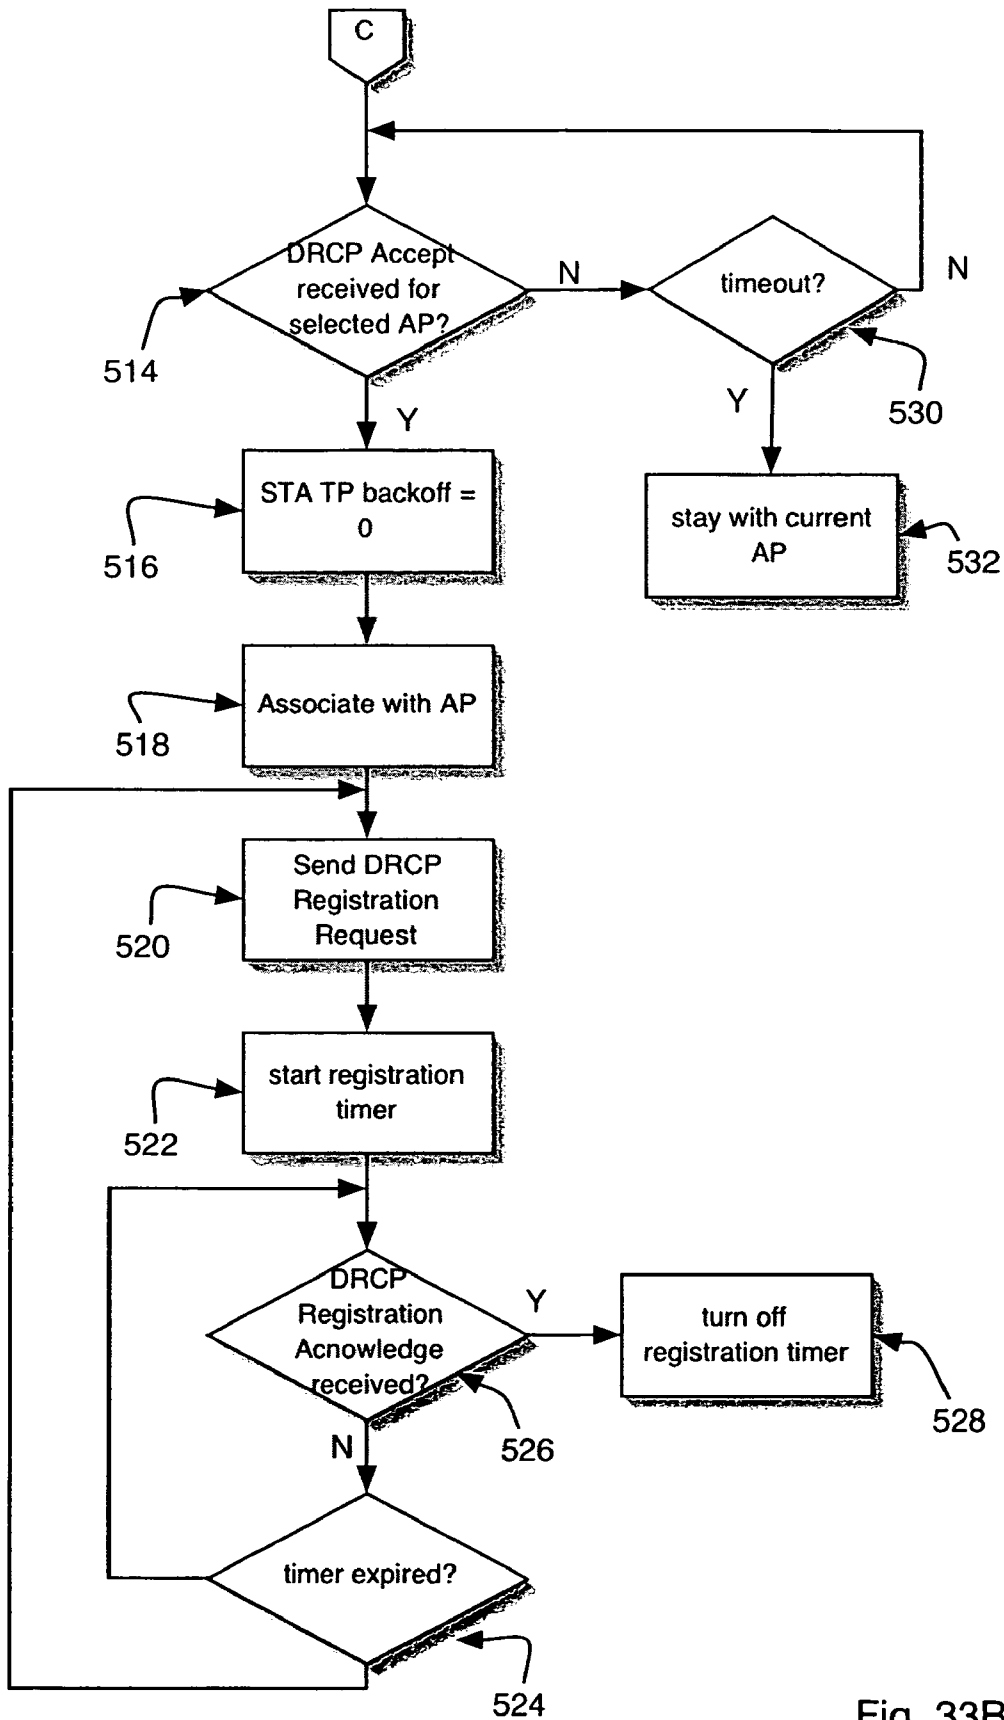 C
DRCP Accept
received for
selected AP?
N
timeout?
N
514
Y
Y
530
STA TP backoff =
0
stay with current
AP
516
532
Associate with AP
518
Send DRCP
Registration
Request
520
start registration
timer
522
DRCP
Registration
Acnowledge
received?
Y
turn off
registration timer
528
526
N
timer expired?
524
Fig. 33B